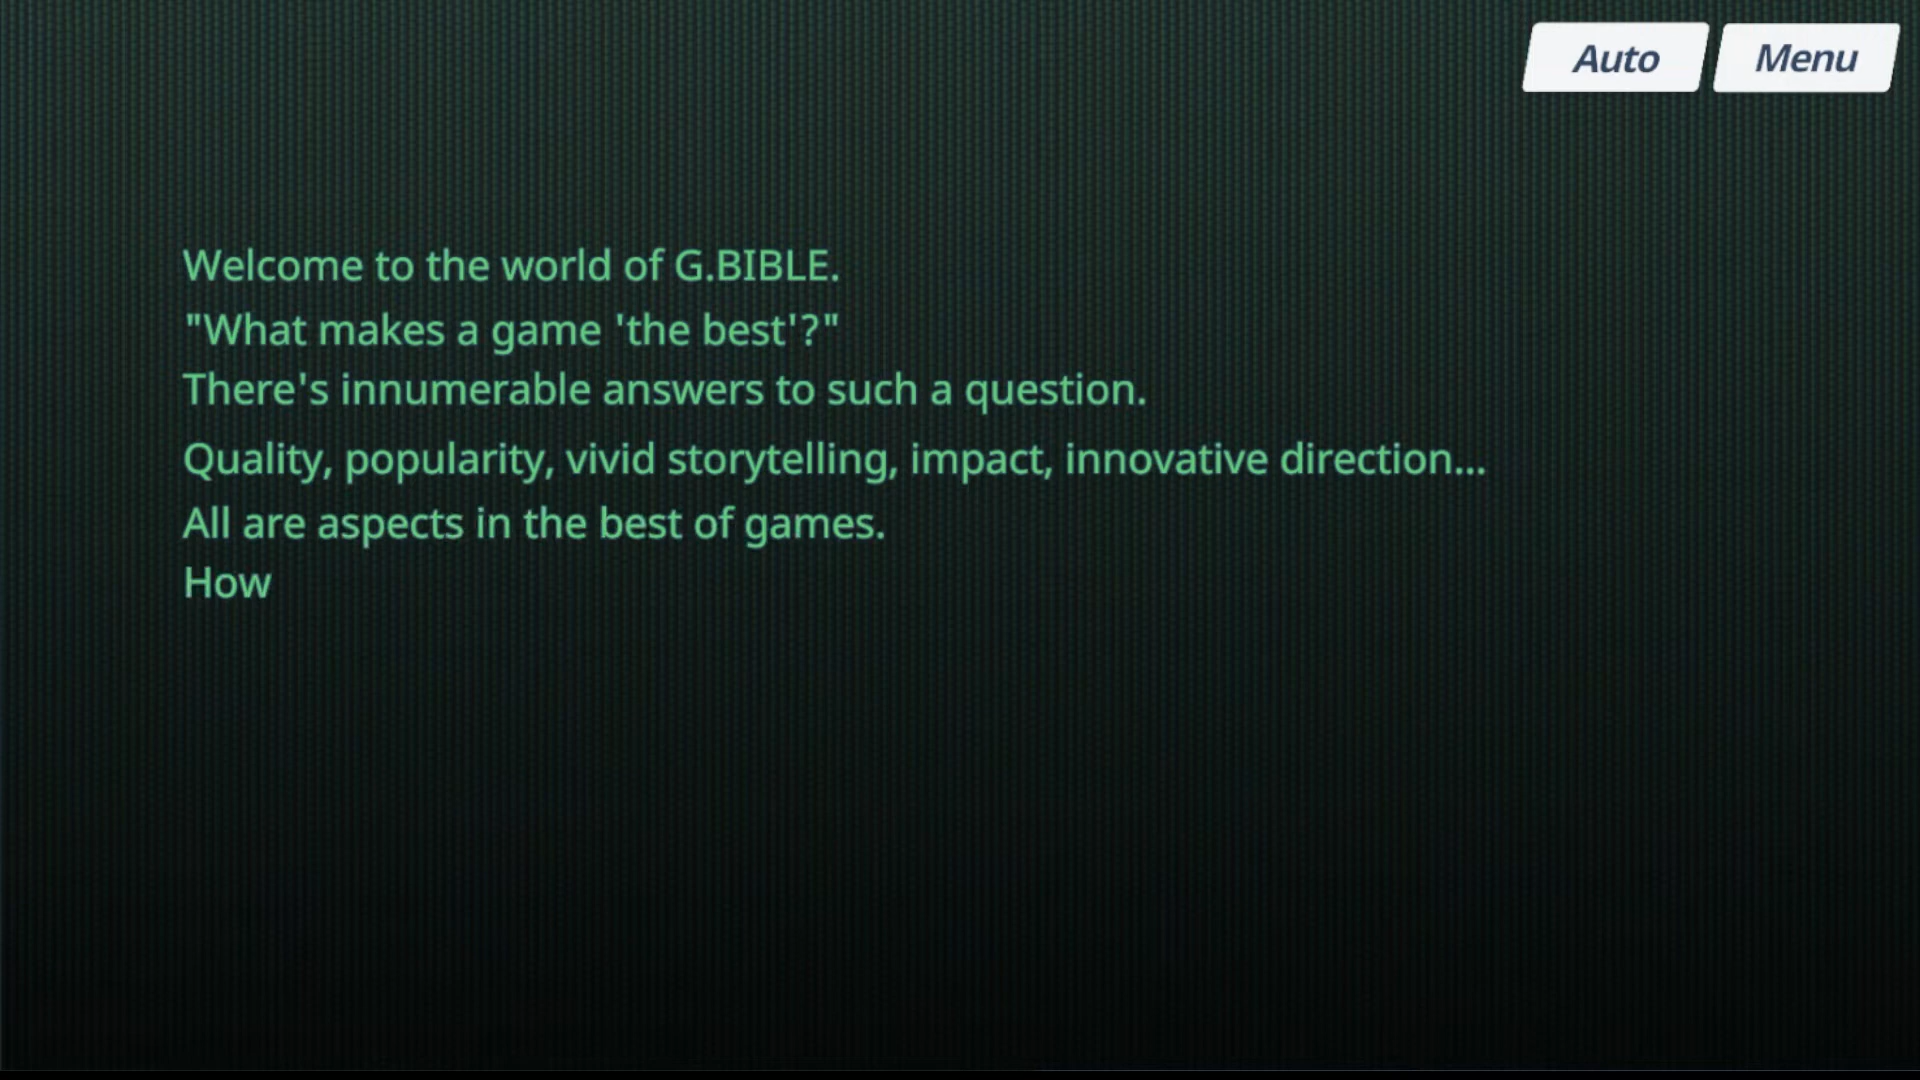 Auto
Menu
Welcome to the world of G.BIBLE.
"What makes a game 'the best'?"
There's innumerable answers to such a question.
Quality, popularity, vivid storytelling, impact, innovative direction...
All are aspects in the best of games.
How